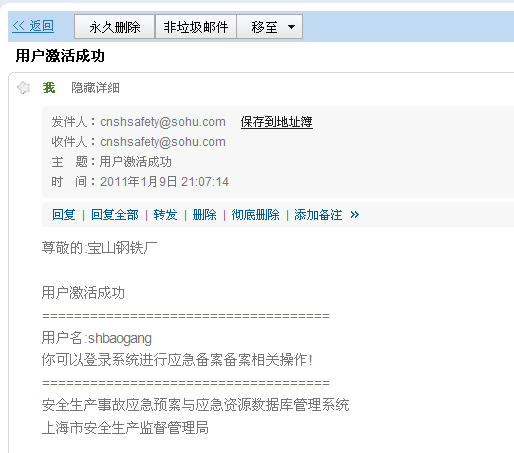 << 返回 永久删除 非垃圾邮件 移至
用户激活成功
我 隐藏详细
发件人：cnshsafety@sohu.com 保存到地址簿
收件人：cnshsafety@sohu.com
主 题：用户激活成功
时 间：2011年1月9日 21:07:14
回复 | 回复全部 | 转发 | 删除 | 彻底删除 | 添加备注 »
尊敬的:宝山钢铁厂
用户激活成功
====================================
用户名:shbaogang
你可以登录系统进行应急备案备案相关操作!
====================================
安全生产事故应急预案与应急资源数据库管理系统
上海市安全生产监督管理局